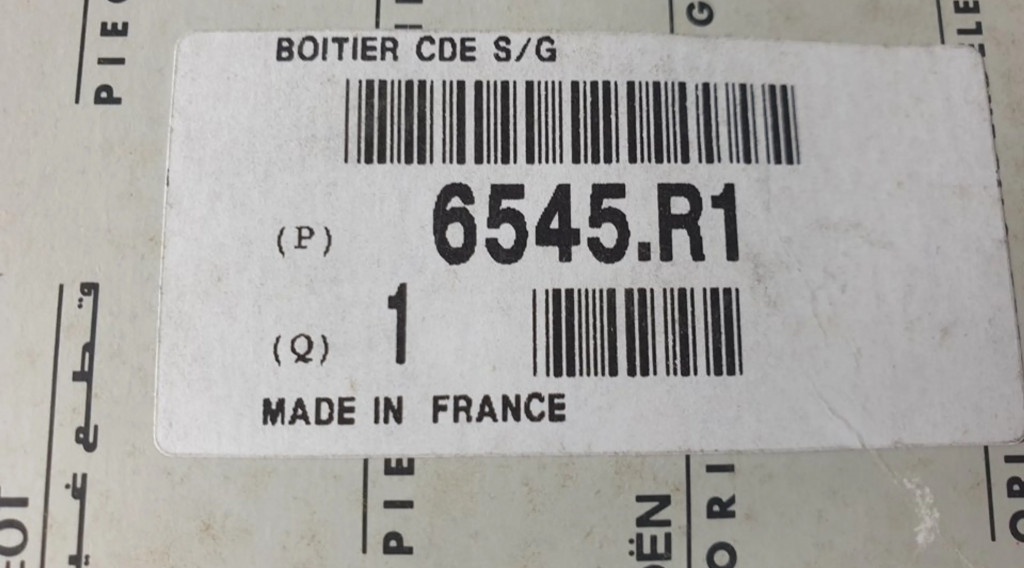 BOITIER CDE S/G
(P) 6545.R1
(Q) 1
MADE IN FRANCE